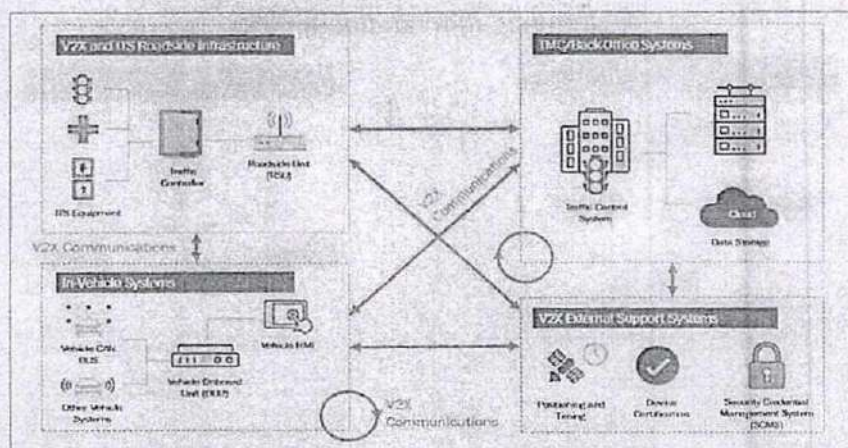 V2X and ITS Roadside Infrastructure
ITS Equipment
Traffic
Controller
Roadside Unit
(RSU)
TMC/Back Office Systems
Traffic Control
System
Cloud
Data Storage
V2X
Communications
V2X Communications
In-Vehicle Systems
Vehicle CAN
BUS
Other Vehicle
Systems
Vehicle Onboard
Unit (OBU)
Vehicle HMI
V2X External Support Systems
Positioning and
Timing
Device
Certification
Security Credential
Management System
(SCMS)
V2X
Communications